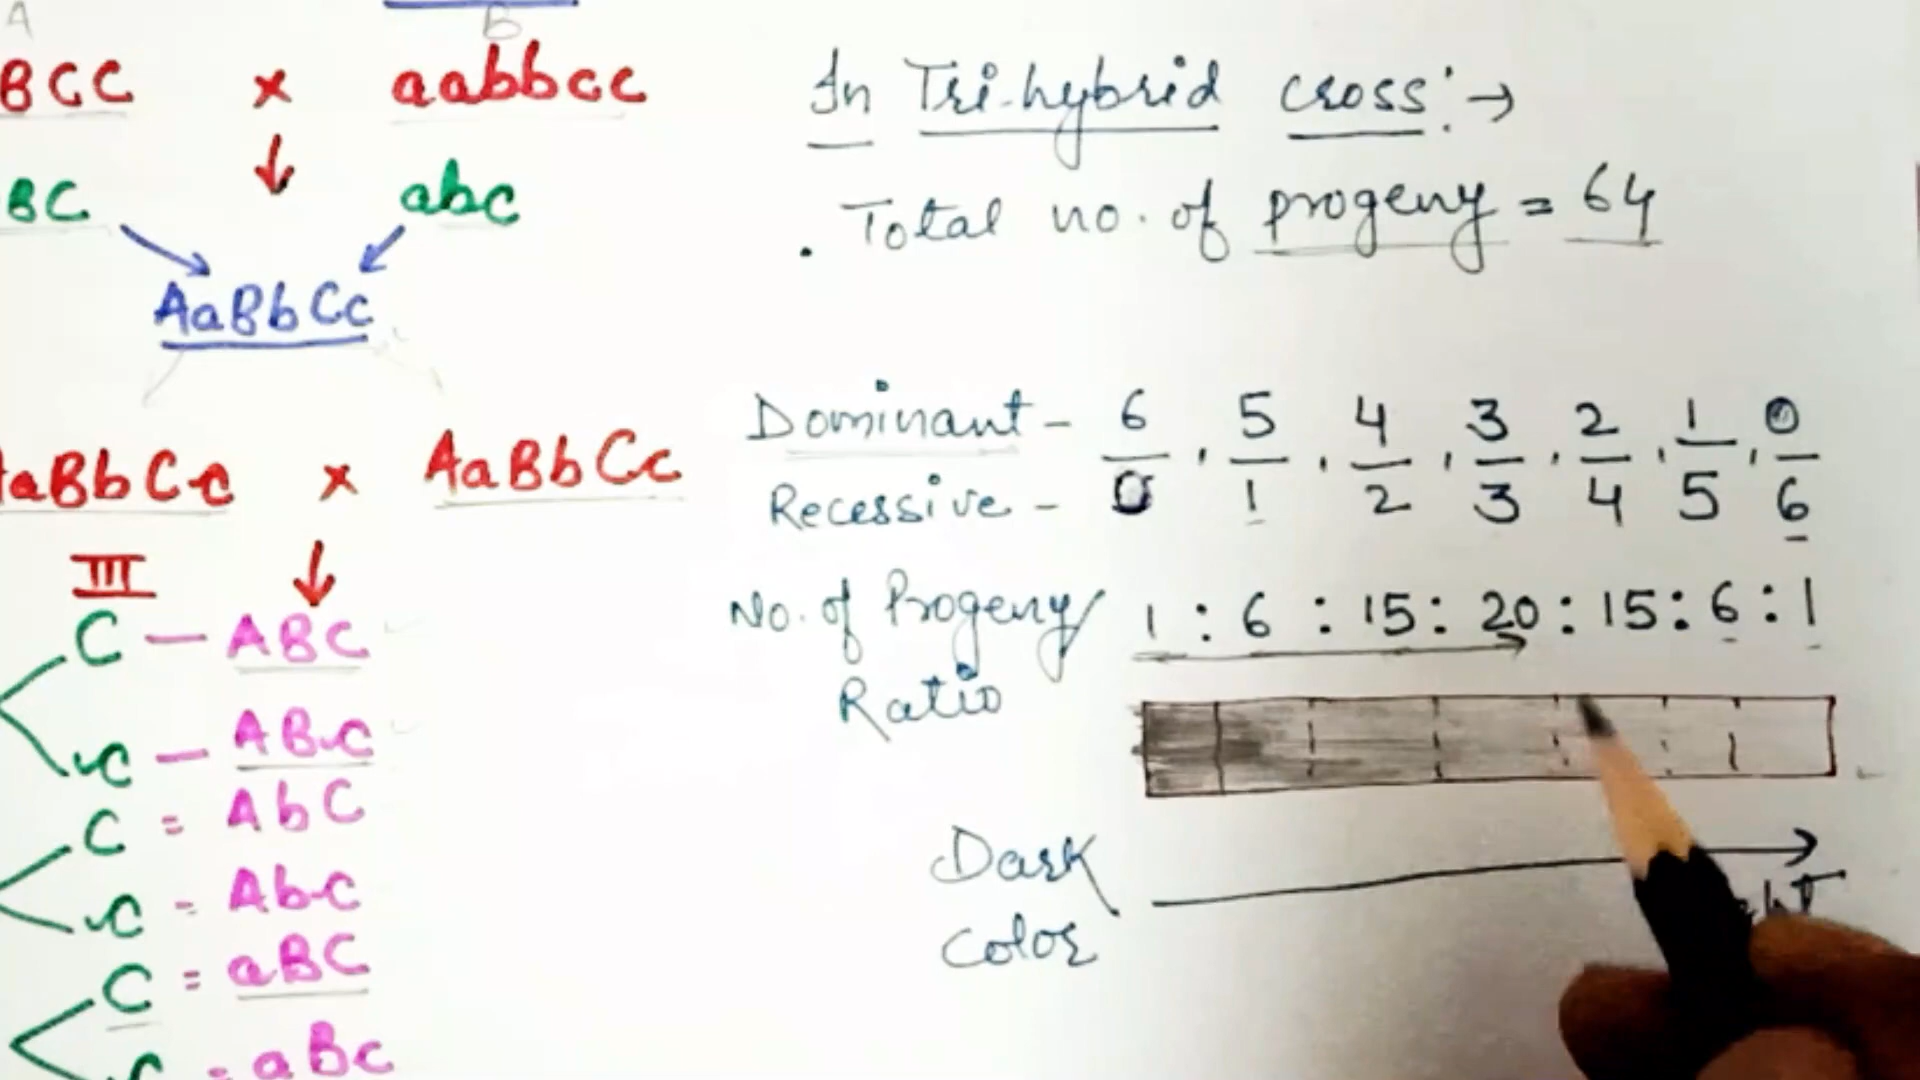 A B
BCC × aabbcc
BC abc
AaBbCc
aBbCc × AaBbCc
III
C — ABC
c — ABc
C = AbC
c - Abc
C = aBC
c = aBc
In Tri-hybrid cross :→
. Total no. of progeny = 64
Dominant - 6 , 5 , 4 , 3 , 2 , 1 , 0
Recessive - 0 1 2 3 4 5 6
No. of Progeny/ 1 : 6 : 15 : 20 : 15 : 6 : 1
Ratio
Dark
Color